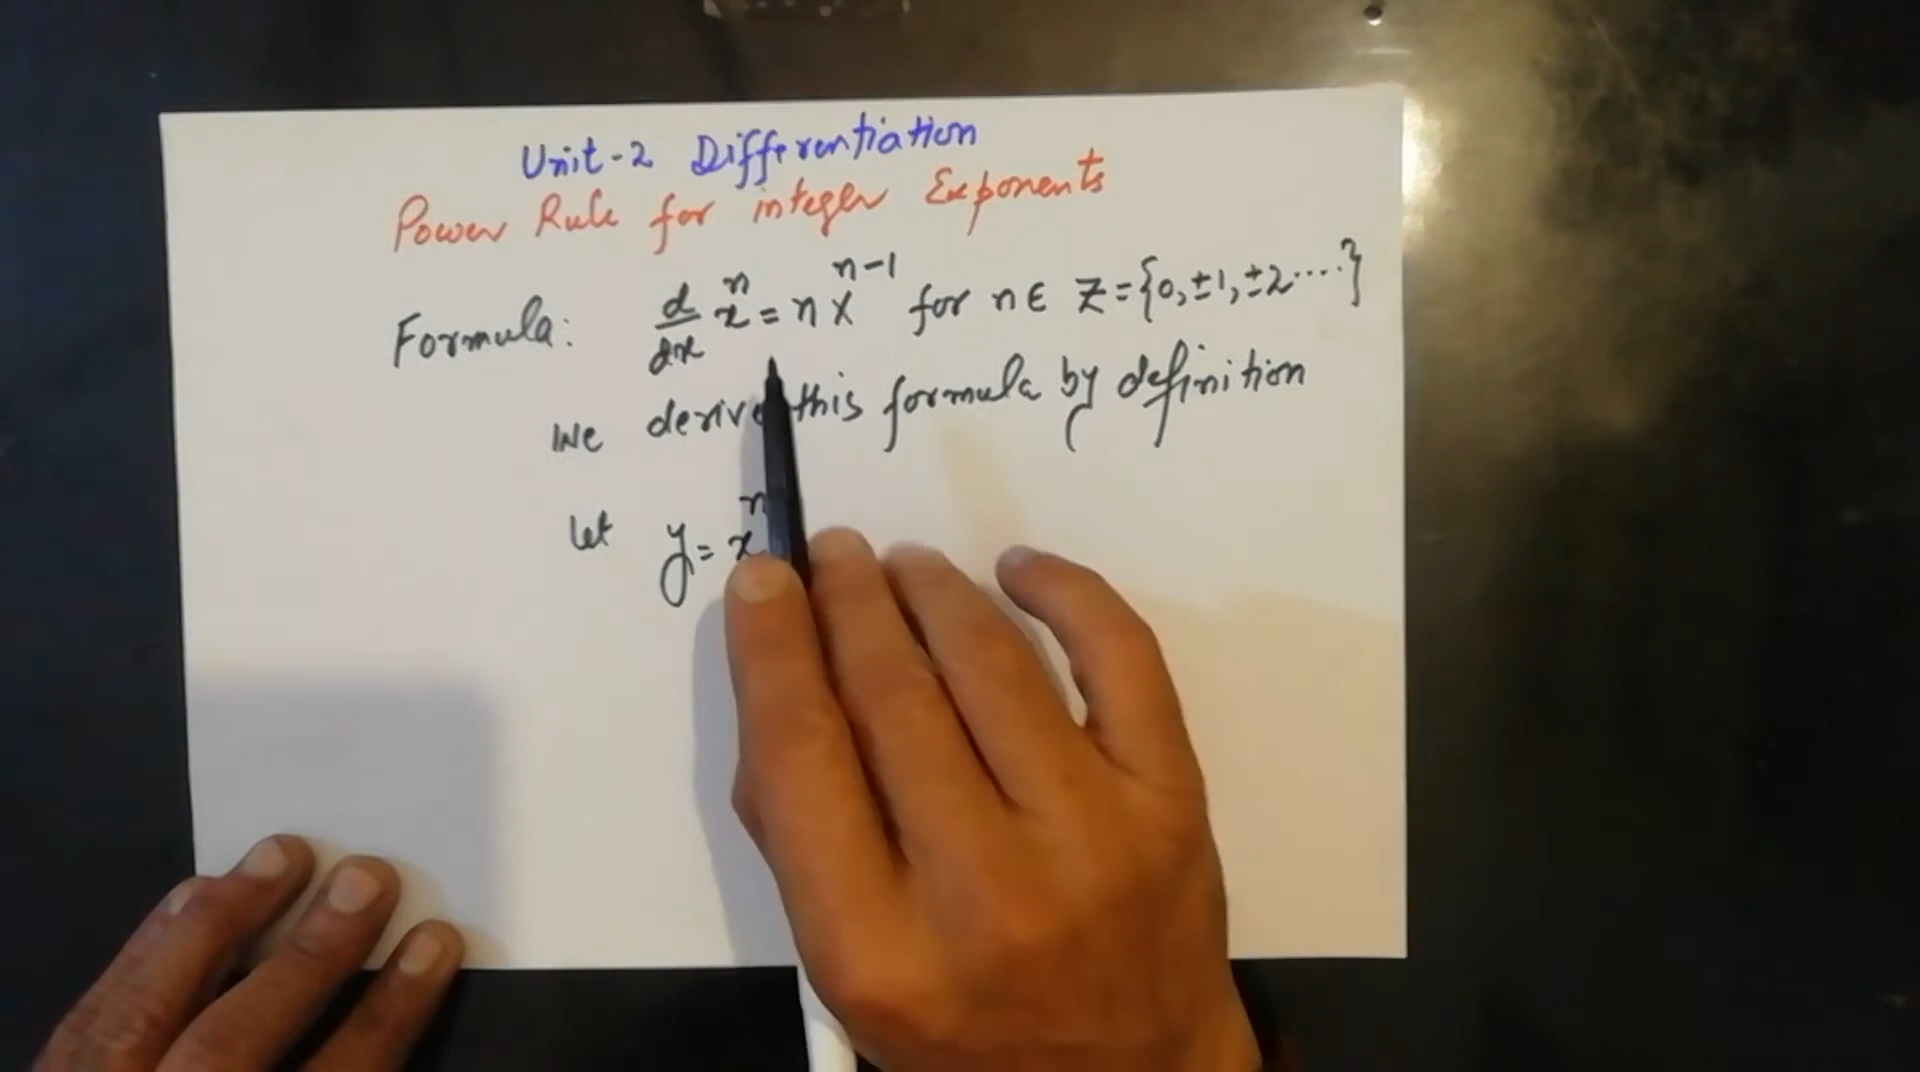 Unit-2 Differentiation
Power Rule for integer Exponents
Formula: d/dx x^n = n x^(n-1) for n ∈ Z = {0, ±1, ±2 ....}
We derive this formula by definition
let y = x^n